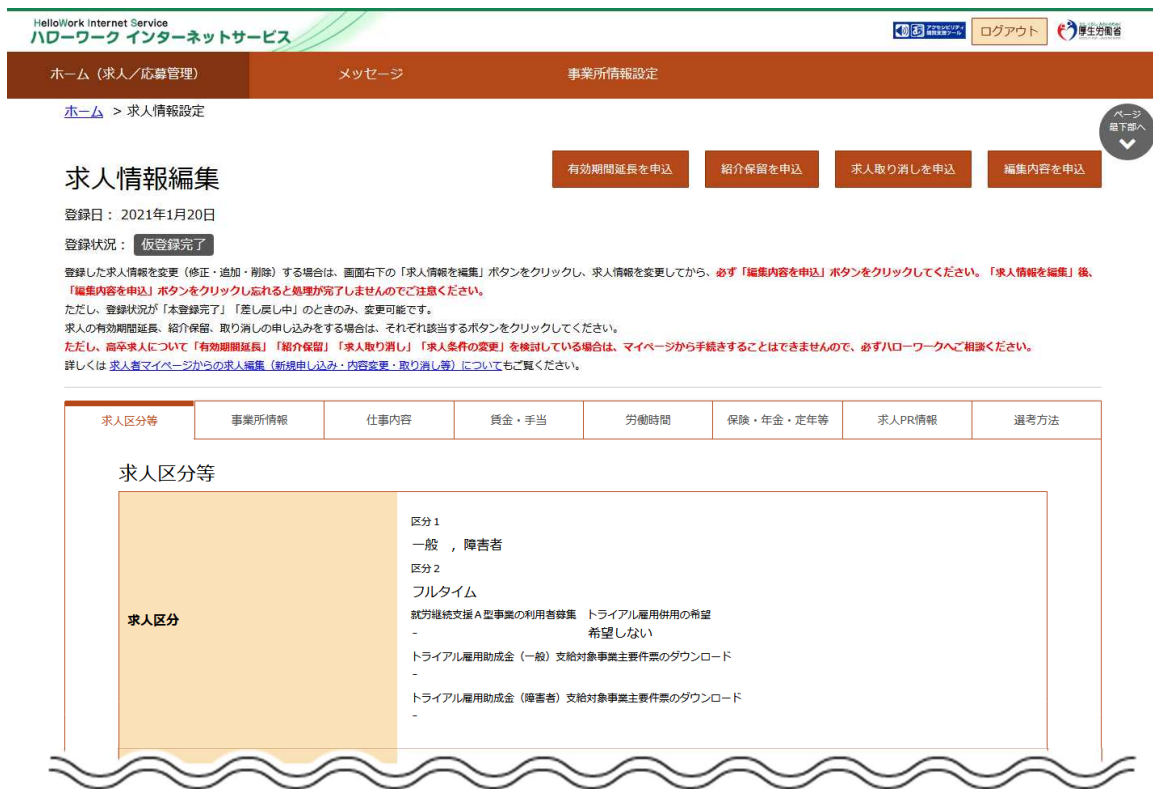 HelloWork Internet Service
ハローワーク インターネットサービス
アクセシビリティ
閲覧支援ツール
ログアウト
厚生労働省
ホーム（求人／応募管理）
メッセージ
事業所情報設定
ホーム > 求人情報設定
ページ
最下部へ
求人情報編集
有効期間延長を申込
紹介保留を申込
求人取り消しを申込
編集内容を申込
登録日： 2021年1月20日
登録状況： 仮登録完了
登録した求人情報を変更（修正・追加・削除）する場合は、画面右下の「求人情報を編集」ボタンをクリックし、求人情報を変更してから、必ず「編集内容を申込」ボタンをクリックしてください。「求人情報を編集」後、
「編集内容を申込」ボタンをクリックし忘れると処理が完了しませんのでご注意ください。
ただし、登録状況が「本登録完了」「差し戻し中」のときのみ、変更可能です。
求人の有効期間延長、紹介保留、取り消しの申し込みをする場合は、それぞれ該当するボタンをクリックしてください。
ただし、高卒求人について「有効期間延長」「紹介保留」「求人取り消し」「求人条件の変更」を検討している場合は、マイページから手続きすることはできませんので、必ずハローワークへご相談ください。
詳しくは 求人者マイページからの求人編集（新規申し込み・内容変更・取り消し等）についてもご覧ください。
求人区分等
事業所情報
仕事内容
賃金・手当
労働時間
保険・年金・定年等
求人PR情報
選考方法
求人区分等
求人区分
区分１
一般 ，障害者
区分２
フルタイム
就労継続支援Ａ型事業の利用者募集 トライアル雇用併用の希望
- 希望しない
トライアル雇用助成金（一般）支給対象事業主要件票のダウンロード
-
トライアル雇用助成金（障害者）支給対象事業主要件票のダウンロード
-